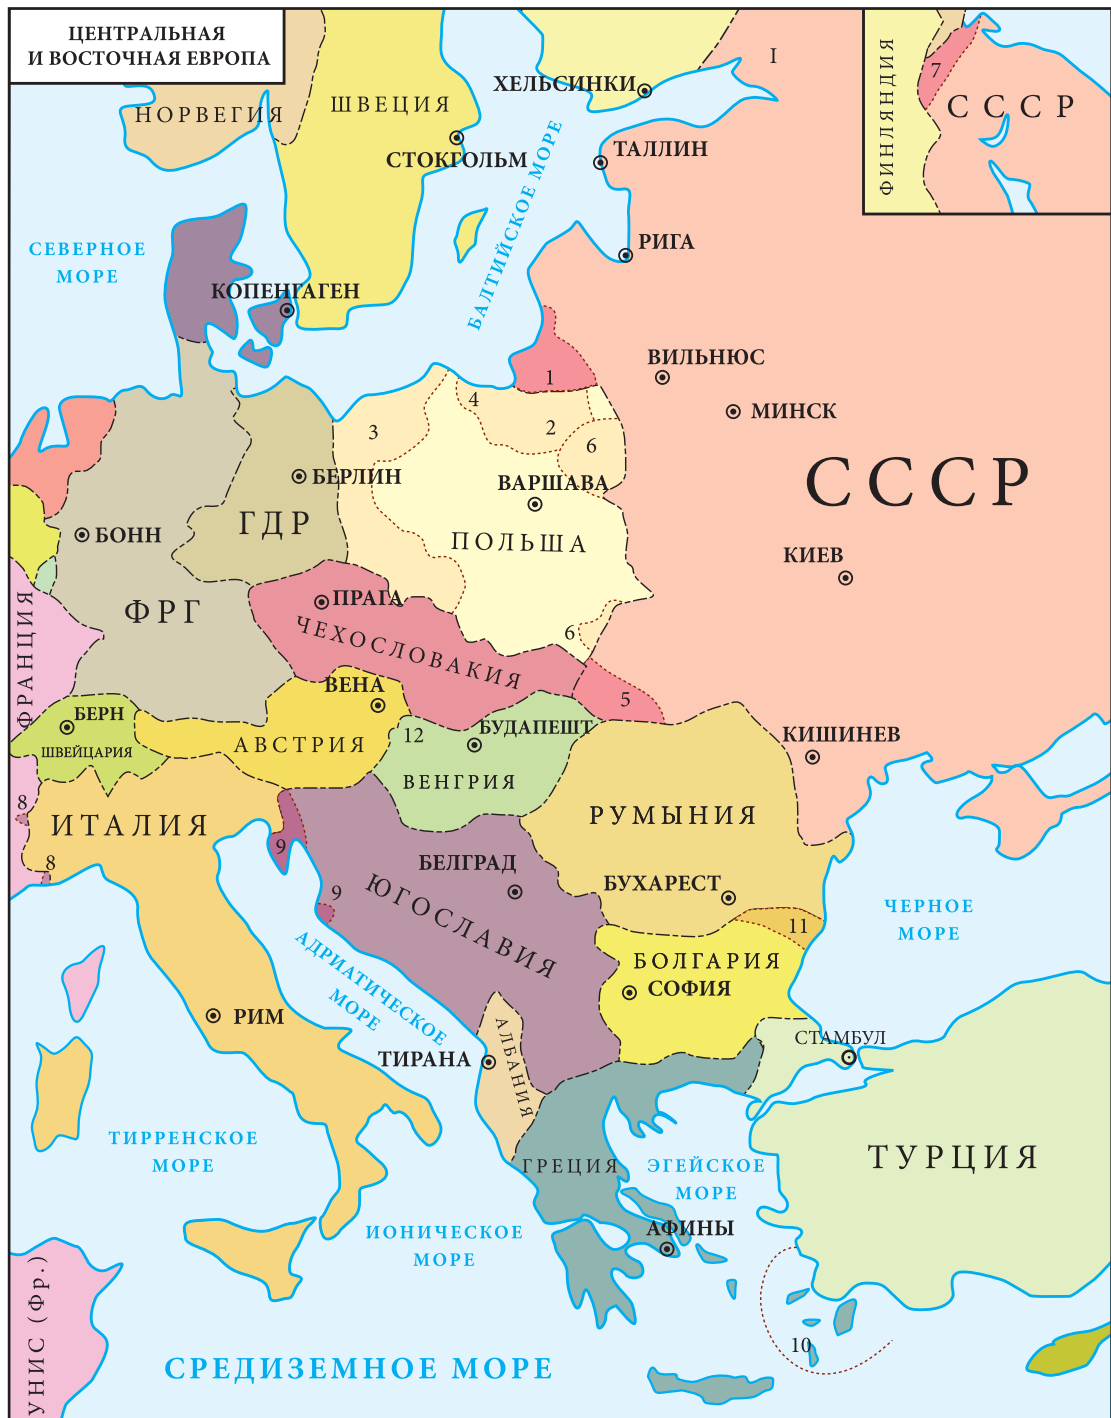 ЦЕНТРАЛЬНАЯ
И ВОСТОЧНАЯ ЕВРОПА
НОРВЕГИЯ
ШВЕЦИЯ
ХЕЛЬСИНКИ
I
СТОКГОЛЬМ
ТАЛЛИН
БАЛТИЙСКОЕ МОРЕ
ФИНЛЯНДИЯ
7
СССР
РИГА
СЕВЕРНОЕ
МОРЕ
КОПЕНГАГЕН
ВИЛЬНЮС
МИНСК
1
4
2
3
6
СССР
БЕРЛИН
ВАРШАВА
ГДР
БОНН
ПОЛЬША
КИЕВ
ФРГ
ПРАГА
ЧЕХОСЛОВАКИЯ
6
ФРАНЦИЯ
5
ВЕНА
БЕРН
ШВЕЙЦАРИЯ
АВСТРИЯ
12
БУДАПЕШТ
ВЕНГРИЯ
КИШИНЕВ
8
ИТАЛИЯ
8
9
РУМЫНИЯ
БЕЛГРАД
ЮГОСЛАВИЯ
9
БУХАРЕСТ
11
ЧЕРНОЕ
МОРЕ
АДРИАТИЧЕСКОЕ
МОРЕ
БОЛГАРИЯ
СОФИЯ
РИМ
ТИРАНА
АЛБАНИЯ
СТАМБУЛ
ТИРРЕНСКОЕ
МОРЕ
ГРЕЦИЯ
ЭГЕЙСКОЕ
МОРЕ
ТУРЦИЯ
ИОНИЧЕСКОЕ
МОРЕ
АФИНЫ
УНИС (Фр.)
10
СРЕДИЗЕМНОЕ МОРЕ